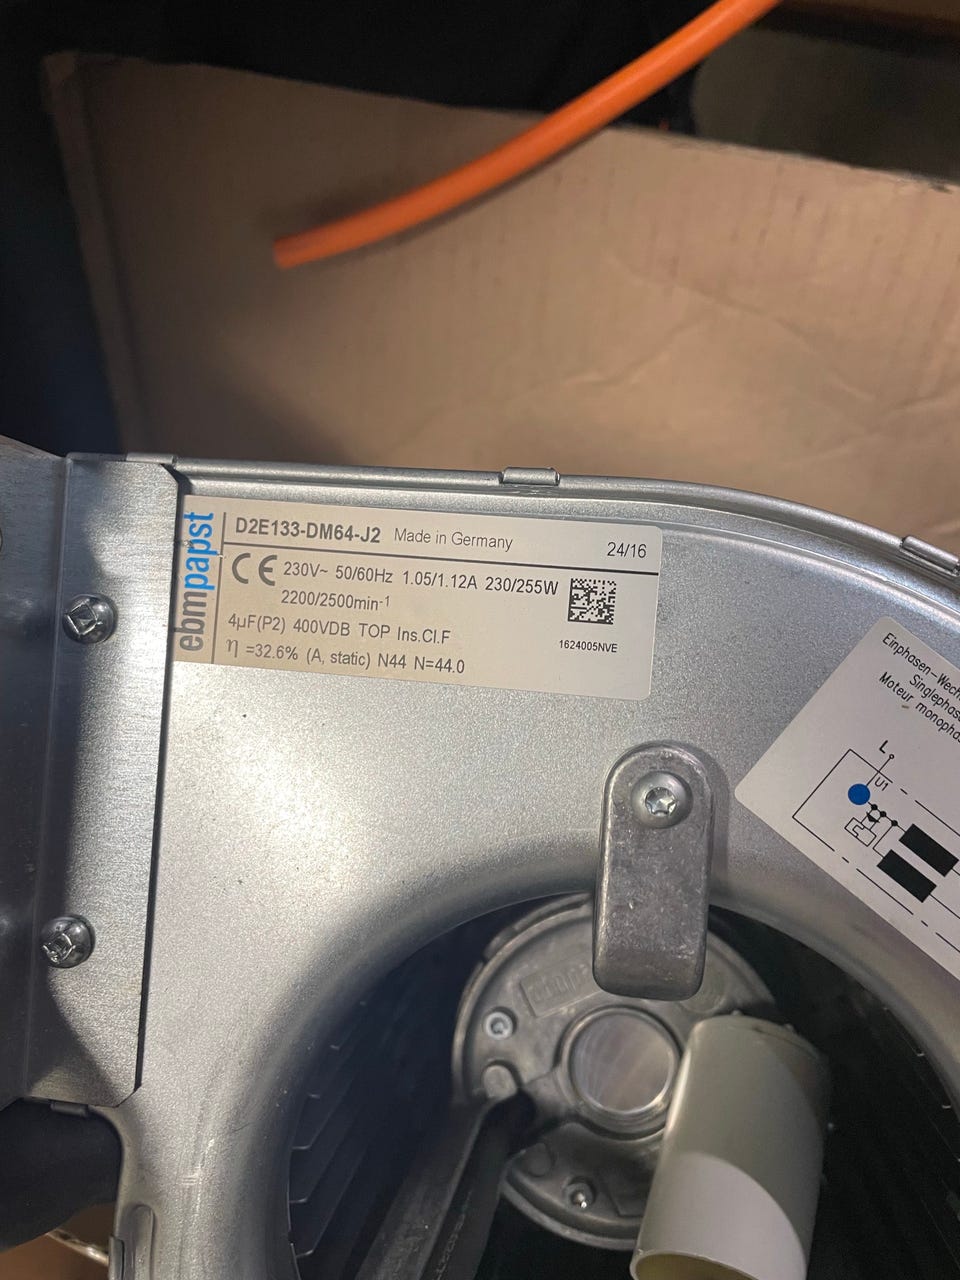 ebmpapst
D2E133-DM64-J2 Made in Germany 24/16
CE 230V~ 50/60Hz 1.05/1.12A 230/255W
2200/2500min-1
4µF(P2) 400VDB TOP Ins.Cl.F
η =32.6% (A, static) N44 N=44.0
1624005NVE
Einphasen-Wech
Singlephas
Moteur monopha
L
U1